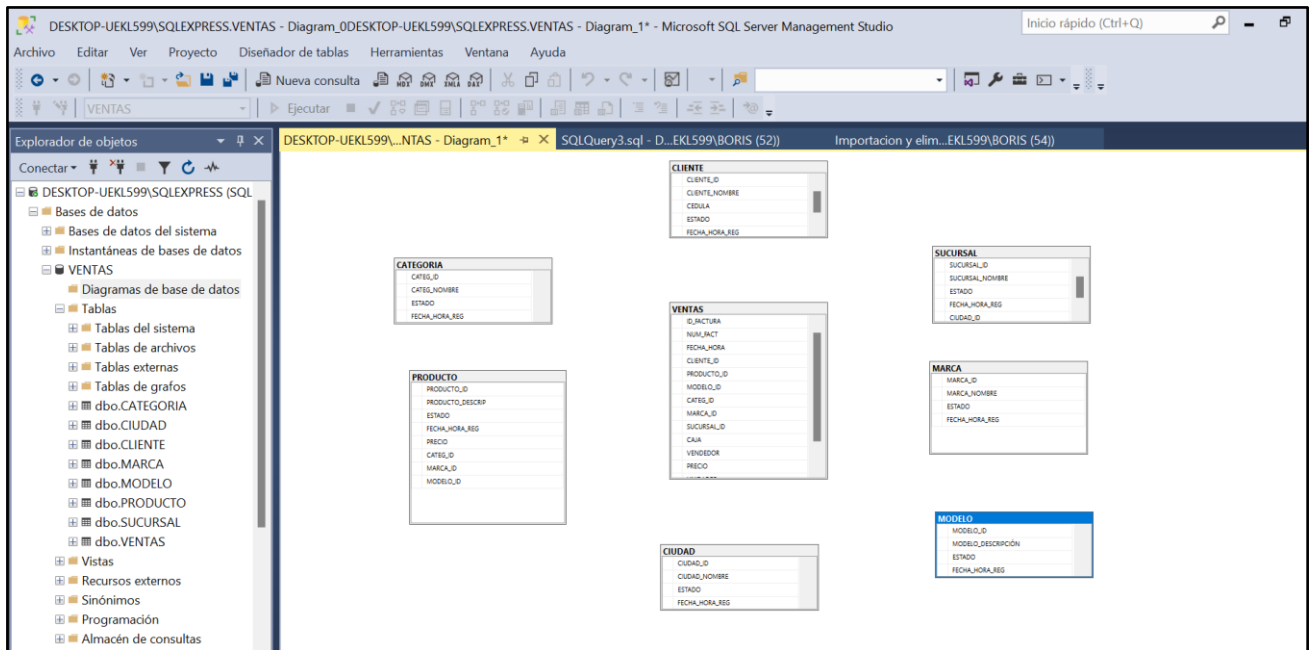 DESKTOP-UEKL599\SQLEXPRESS.VENTAS - Diagram_0DESKTOP-UEKL599\SQLEXPRESS.VENTAS - Diagram_1* - Microsoft SQL Server Management Studio
Inicio rápido (Ctrl+Q)
Archivo Editar Ver Proyecto Diseñador de tablas Herramientas Ventana Ayuda
Nueva consulta MDX DMX XMLA DAX
VENTAS Ejecutar
Explorador de objetos
DESKTOP-UEKL599\...NTAS - Diagram_1* SQLQuery3.sql - D...EKL599\BORIS (52)) Importacion y elim...EKL599\BORIS (54))
Conectar
DESKTOP-UEKL599\SQLEXPRESS (SQL
Bases de datos
Bases de datos del sistema
Instantáneas de bases de datos
VENTAS
Diagramas de base de datos
Tablas
Tablas del sistema
Tablas de archivos
Tablas externas
Tablas de grafos
dbo.CATEGORIA
dbo.CIUDAD
dbo.CLIENTE
dbo.MARCA
dbo.MODELO
dbo.PRODUCTO
dbo.SUCURSAL
dbo.VENTAS
Vistas
Recursos externos
Sinónimos
Programación
Almacén de consultas
CLIENTE
CLIENTE_ID
CLIENTE_NOMBRE
CEDULA
ESTADO
FECHA_HORA_REG
CATEGORIA
CATEG_ID
CATEG_NOMBRE
ESTADO
FECHA_HORA_REG
SUCURSAL
SUCURSAL_ID
SUCURSAL_NOMBRE
ESTADO
FECHA_HORA_REG
CIUDAD_ID
VENTAS
ID_FACTURA
NUM_FACT
FECHA_HORA
CLIENTE_ID
PRODUCTO_ID
MODELO_ID
CATEG_ID
MARCA_ID
SUCURSAL_ID
CAJA
VENDEDOR
PRECIO
PRODUCTO
PRODUCTO_ID
PRODUCTO_DESCRIP
ESTADO
FECHA_HORA_REG
PRECIO
CATEG_ID
MARCA_ID
MODELO_ID
MARCA
MARCA_ID
MARCA_NOMBRE
ESTADO
FECHA_HORA_REG
MODELO
MODELO_ID
MODELO_DESCRIPCIÓN
ESTADO
FECHA_HORA_REG
CIUDAD
CIUDAD_ID
CIUDAD_NOMBRE
ESTADO
FECHA_HORA_REG